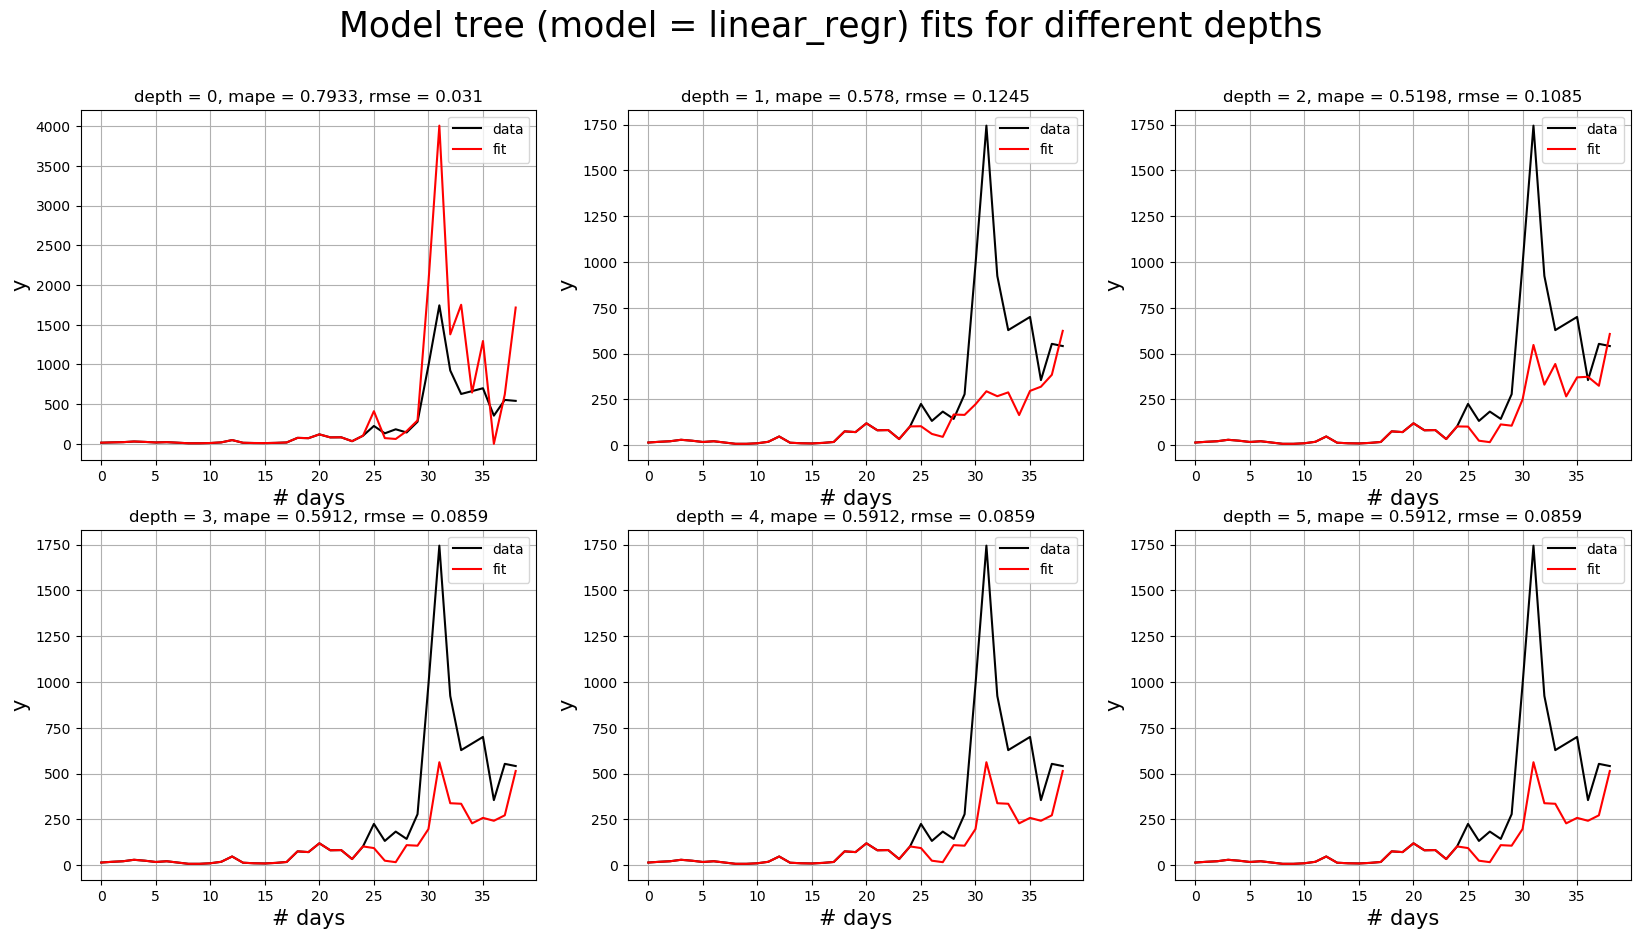 Model tree (model = linear_regr) fits for different depths
depth = 0, mape = 0.7933, rmse = 0.031
4000
3500
3000
2500
2000
1500
1000
500
0
y
0 5 10 15 20 25 30 35
# days
data
fit
depth = 1, mape = 0.578, rmse = 0.1245
1750
1500
1250
1000
750
500
250
0
y
0 5 10 15 20 25 30 35
# days
data
fit
depth = 2, mape = 0.5198, rmse = 0.1085
1750
1500
1250
1000
750
500
250
0
y
0 5 10 15 20 25 30 35
# days
data
fit
depth = 3, mape = 0.5912, rmse = 0.0859
1750
1500
1250
1000
750
500
250
0
y
0 5 10 15 20 25 30 35
# days
data
fit
depth = 4, mape = 0.5912, rmse = 0.0859
1750
1500
1250
1000
750
500
250
0
y
0 5 10 15 20 25 30 35
# days
data
fit
depth = 5, mape = 0.5912, rmse = 0.0859
1750
1500
1250
1000
750
500
250
0
y
0 5 10 15 20 25 30 35
# days
data
fit